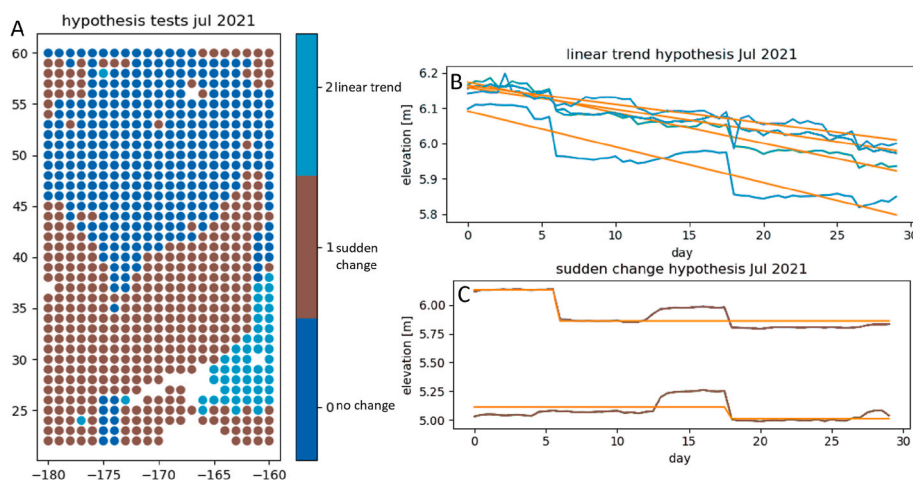 A
hypothesis tests jul 2021
60
55
50
45
40
35
30
25
−180
−175
−170
−165
−160
2 linear trend
1 sudden
change
0 no change
B
linear trend hypothesis Jul 2021
elevation [m]
6.2
6.1
6.0
5.9
5.8
0
5
10
15
20
25
30
day
C
sudden change hypothesis Jul 2021
elevation [m]
6.00
5.75
5.50
5.25
5.00
0
5
10
15
20
25
30
day